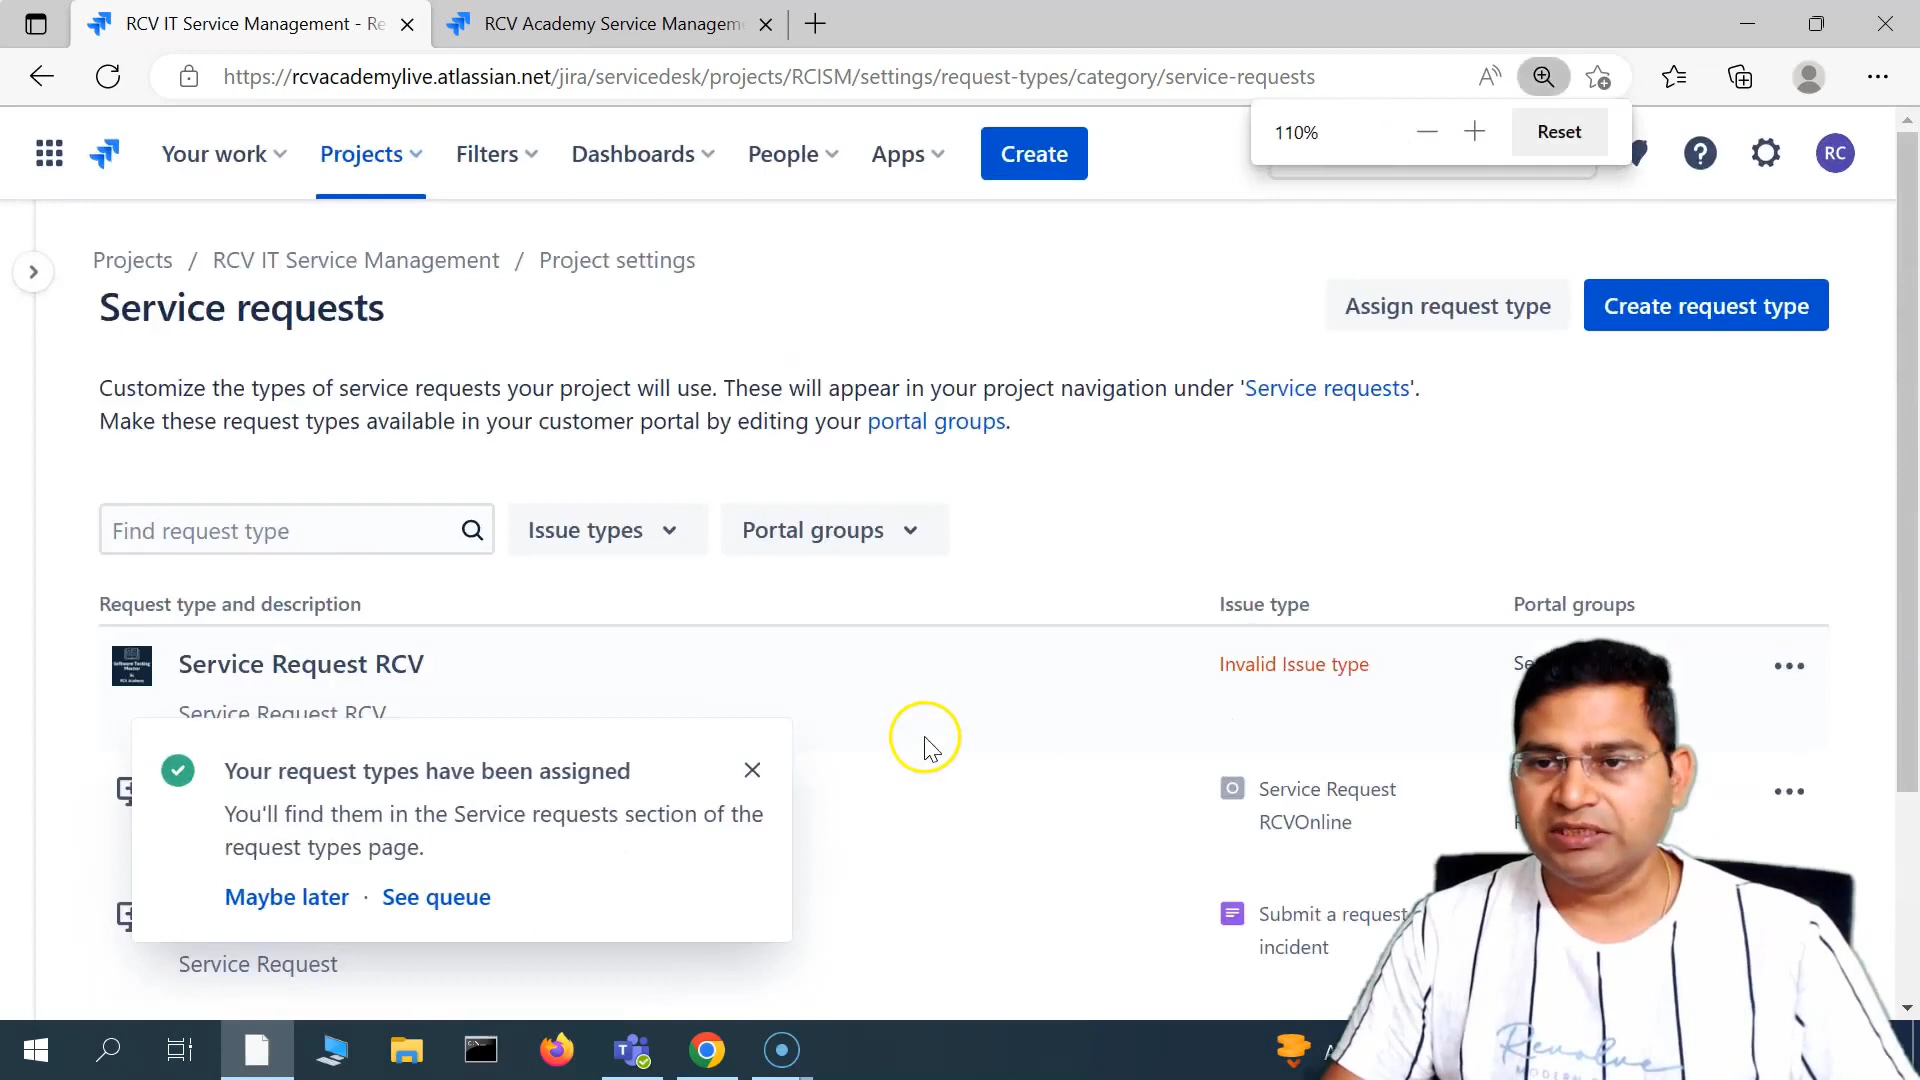 RCV IT Service Management - Re
RCV Academy Service Managem
https://rcvacademylive.atlassian.net/jira/servicedesk/projects/RCISM/settings/request-types/category/service-requests
110%
Reset
Your work
Projects
Filters
Dashboards
People
Apps
Create
RC
Projects / RCV IT Service Management / Project settings
Service requests
Assign request type
Create request type
Customize the types of service requests your project will use. These will appear in your project navigation under 'Service requests'.
Make these request types available in your customer portal by editing your portal groups.
Find request type
Issue types
Portal groups
Request type and description
Issue type
Portal groups
Service Request RCV
Invalid Issue type
Service Request RCV
Your request types have been assigned
You'll find them in the Service requests section of the
request types page.
Maybe later · See queue
Service Request
RCVOnline
Submit a request
incident
Service Request